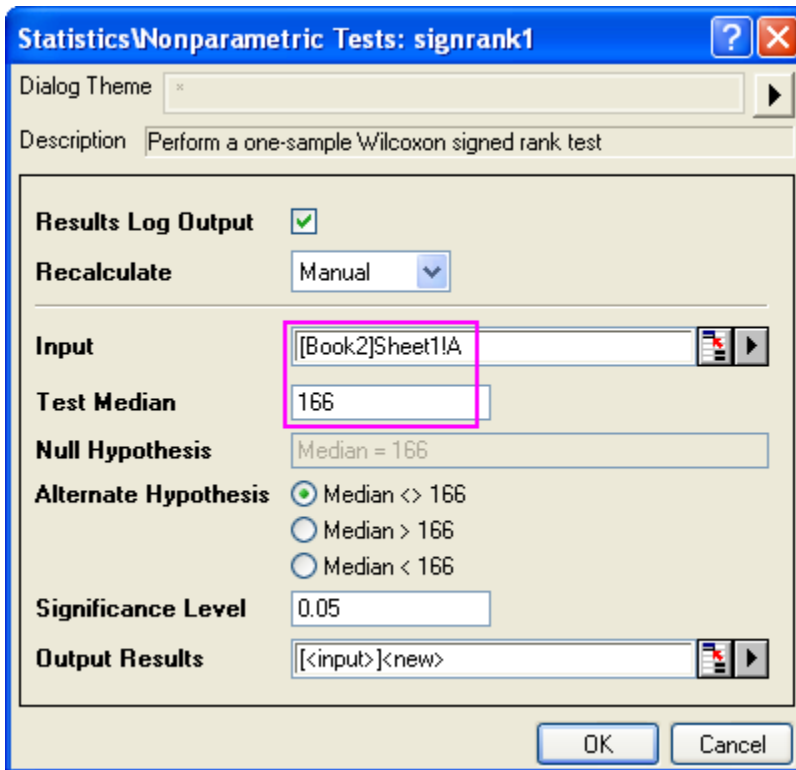 Statistics\Nonparametric Tests: signrank1
Dialog Theme *
Description Perform a one-sample Wilcoxon signed rank test
Results Log Output
Recalculate Manual
Input [Book2]Sheet1!A
Test Median 166
Null Hypothesis Median = 166
Alternate Hypothesis Median <> 166
Median > 166
Median < 166
Significance Level 0.05
Output Results [<input>]<new>
OK Cancel